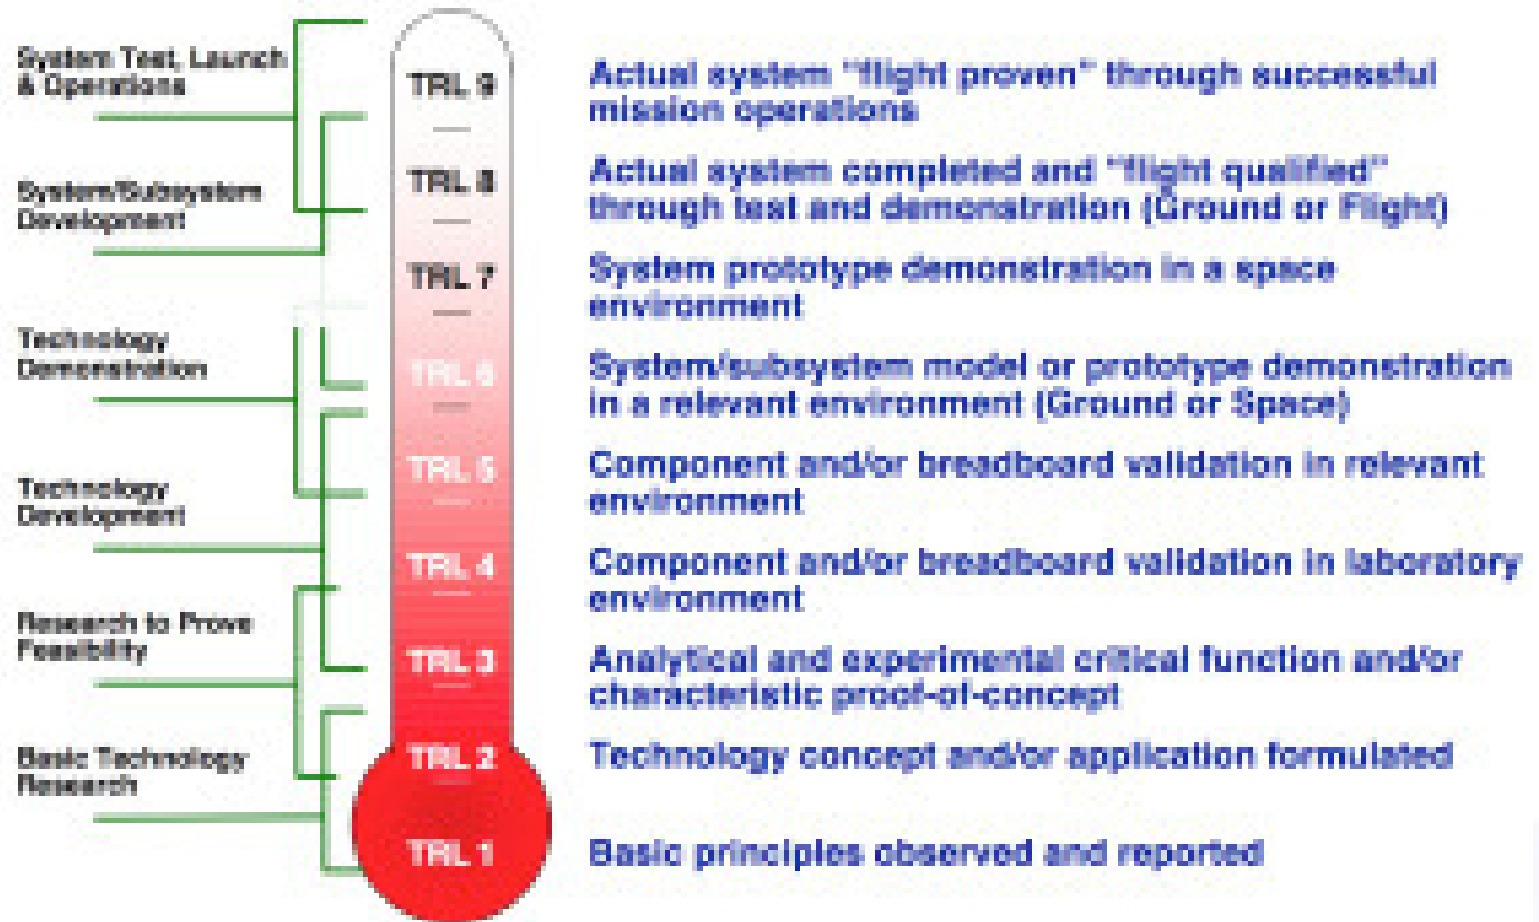 System Test, Launch
& Operations
System/Subsystem
Development
Technology
Demonstration
Technology
Development
Research to Prove
Feasibility
Basic Technology
Research
TRL 9
TRL 8
TRL 7
TRL 6
TRL 5
TRL 4
TRL 3
TRL 2
TRL 1
Actual system "flight proven" through successful
mission operations
Actual system completed and "flight qualified"
through test and demonstration (Ground or Flight)
System prototype demonstration in a space
environment
System/subsystem model or prototype demonstration
in a relevant environment (Ground or Space)
Component and/or breadboard validation in relevant
environment
Component and/or breadboard validation in laboratory
environment
Analytical and experimental critical function and/or
characteristic proof-of-concept
Technology concept and/or application formulated
Basic principles observed and reported